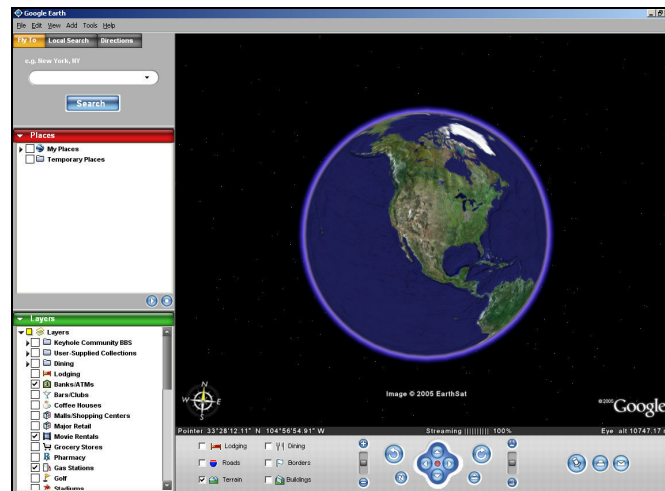 Google Earth
File Edit View Add Tools Help
Fly To Local Search Directions
e.g. New York, NY
Search
Places
My Places
Temporary Places
Layers
Layers
Keyhole Community BBS
User-Supplied Collections
Dining
Lodging
Banks/ATMs
Bars/Clubs
Coffee Houses
Malls/Shopping Centers
Major Retail
Movie Rentals
Grocery Stores
Pharmacy
Gas Stations
Golf
Stadiums
N
W E
S
Image © 2005 EarthSat
© 2005 Google
Pointer 33°28'12.11" N 104°56'54.91" W Streaming |||||||||| 100% Eye alt 10747.17
Lodging Dining
Roads Borders
Terrain Buildings
N